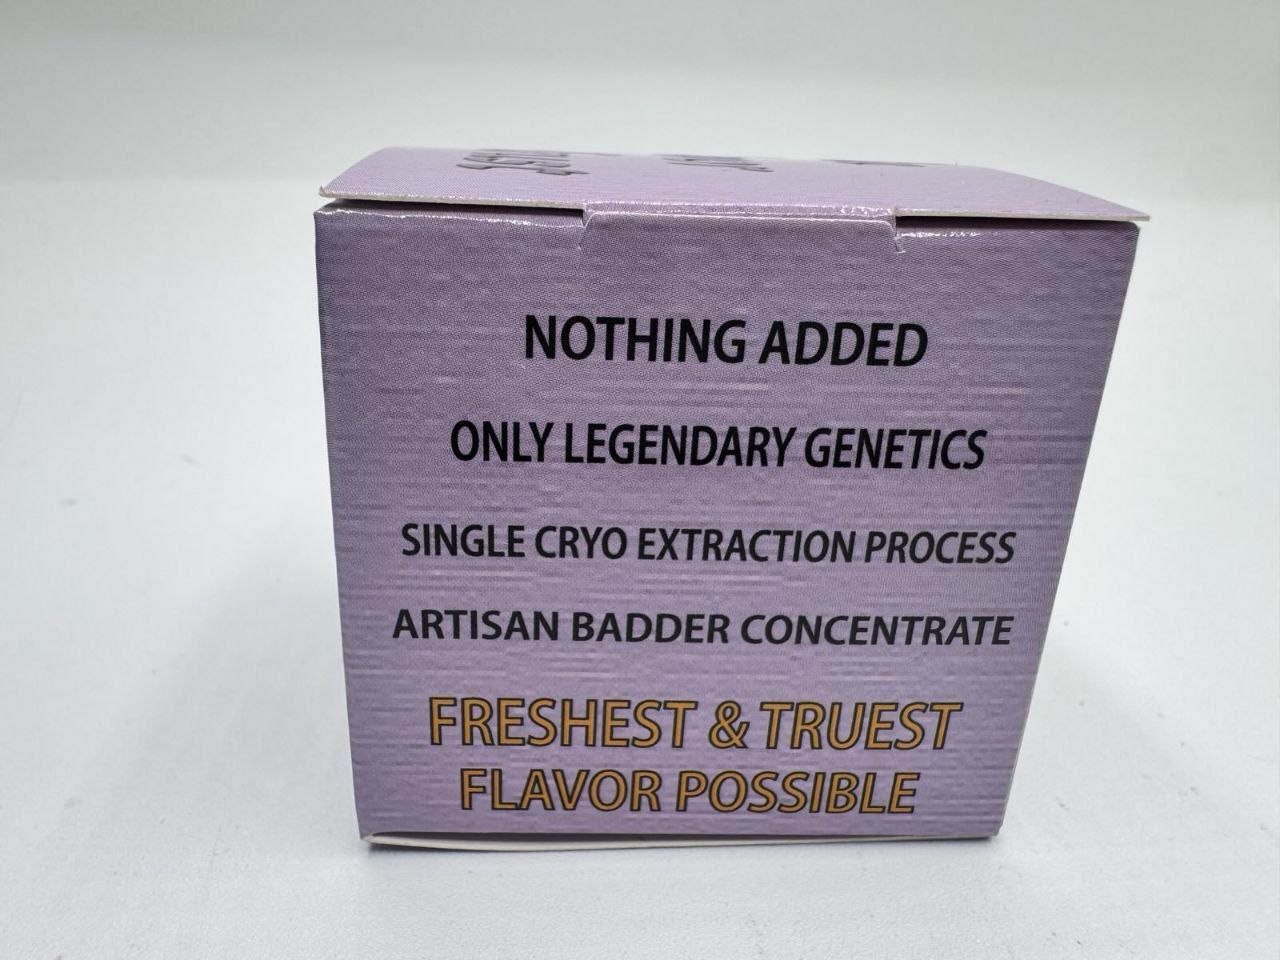 NOTHING ADDED
ONLY LEGENDARY GENETICS
SINGLE CRYO EXTRACTION PROCESS
ARTISAN BADDER CONCENTRATE
FRESHEST & TRUEST
FLAVOR POSSIBLE